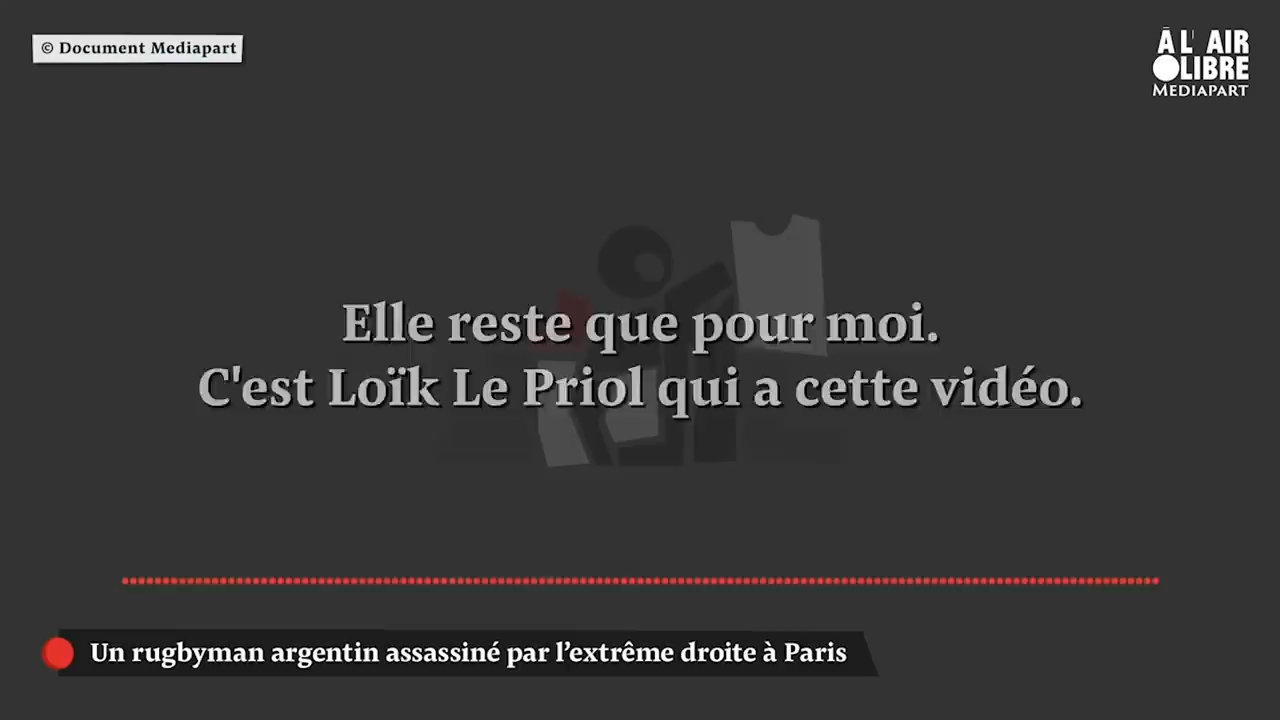 © Document Mediapart
À L' AIR
LIBRE
MEDIAPART
Elle reste que pour moi.
C'est Loïk Le Priol qui a cette vidéo.
Un rugbyman argentin assassiné par l’extrême droite à Paris